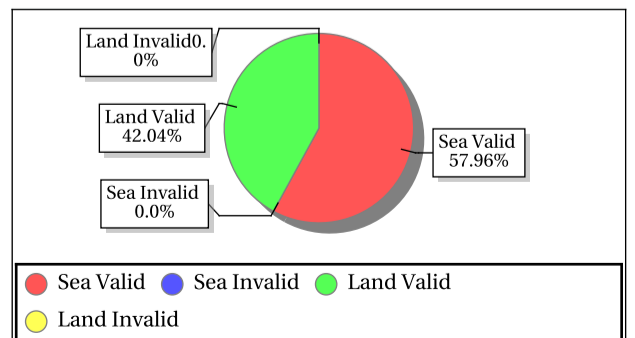 Land Invalid0.
0%
Land Valid
42.04%
Sea Valid
57.96%
Sea Invalid
0.0%
Sea Valid Sea Invalid Land Valid
Land Invalid